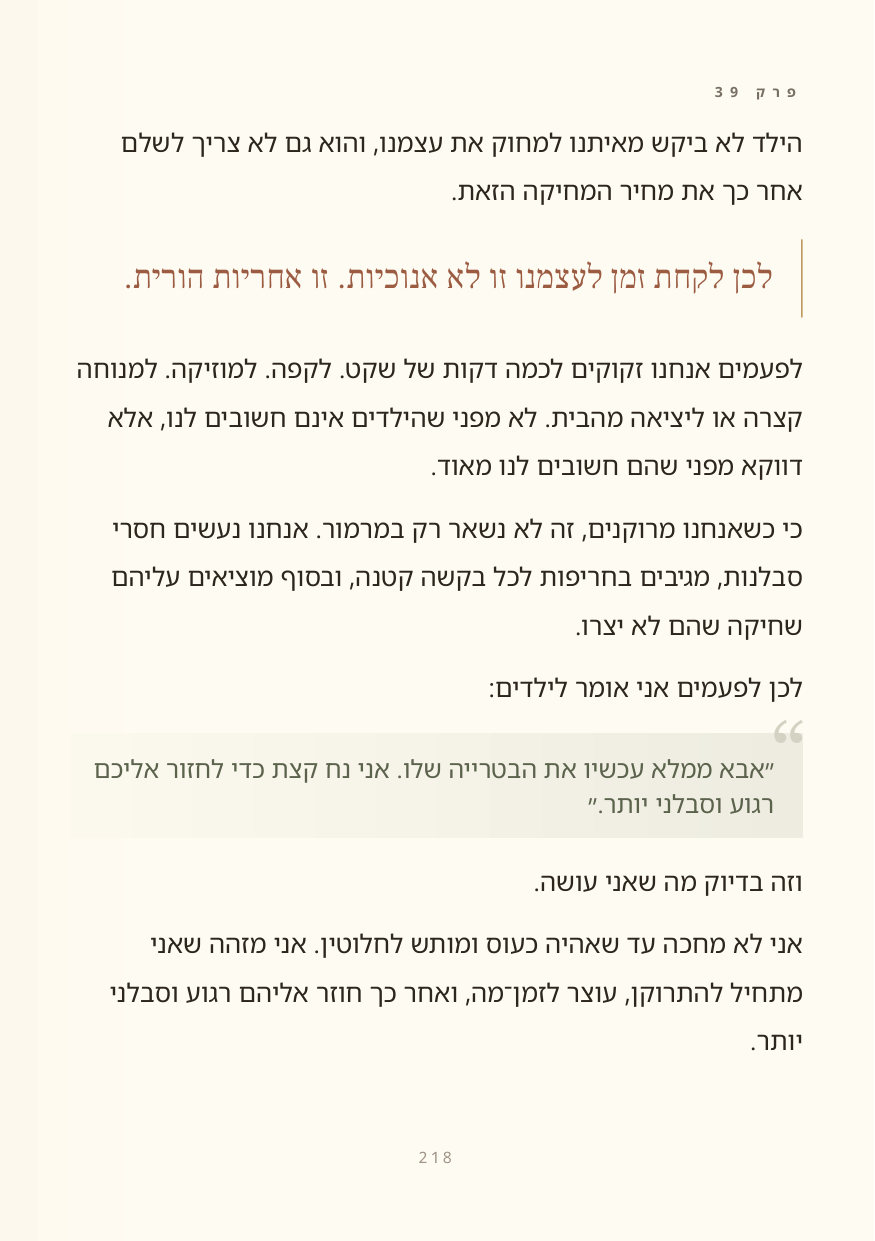 פרק 39
הילד לא ביקש מאיתנו למחוק את עצמנו, והוא גם לא צריך לשלם
אחר כך את מחיר המחיקה הזאת.
לכן לקחת זמן לעצמנו זו לא אנוכיות. זו אחריות הורית.
לפעמים אנחנו זקוקים לכמה דקות של שקט. לקפה. למוזיקה. למנוחה
קצרה או ליציאה מהבית. לא מפני שהילדים אינם חשובים לנו, אלא
דווקא מפני שהם חשובים לנו מאוד.
כי כשאנחנו מרוקנים, זה לא נשאר רק במרמור. אנחנו נעשים חסרי
סבלנות, מגיבים בחריפות לכל בקשה קטנה, ובסוף מוציאים עליהם
שחיקה שהם לא יצרו.
לכן לפעמים אני אומר לילדים:
“
״אבא ממלא עכשיו את הבטרייה שלו. אני נח קצת כדי לחזור אליכם
רגוע וסבלני יותר.״
וזה בדיוק מה שאני עושה.
אני לא מחכה עד שאהיה כעוס ומותש לחלוטין. אני מזהה שאני
מתחיל להתרוקן, עוצר לזמן־מה, ואחר כך חוזר אליהם רגוע וסבלני
יותר.
218